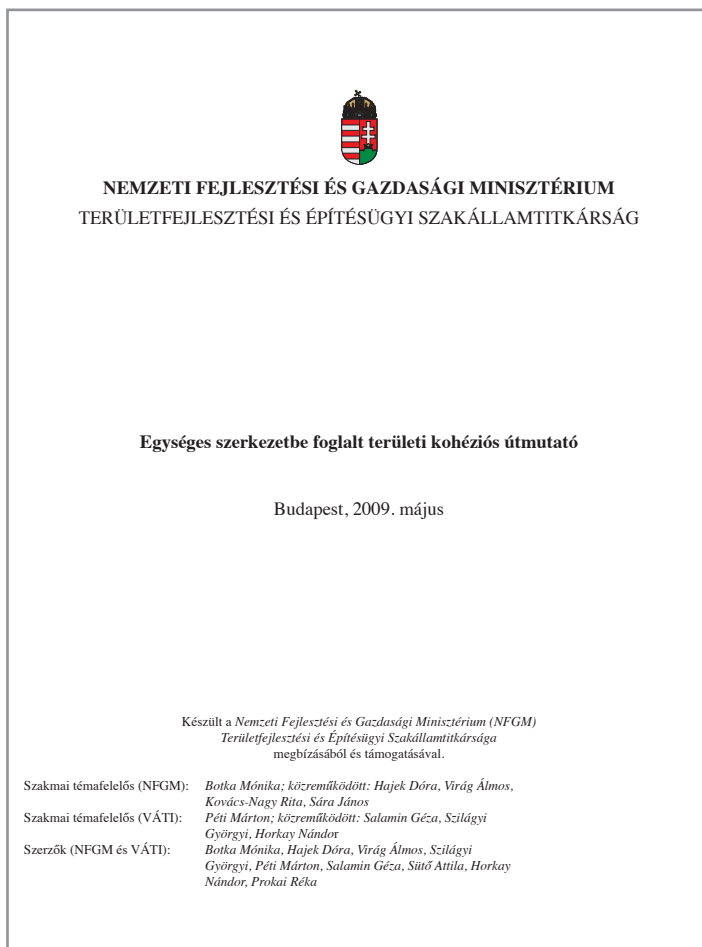 NEMZETI FEJLESZTÉSI ÉS GAZDASÁGI MINISZTÉRIUM
TERÜLETFEJLESZTÉSI ÉS ÉPÍTÉSÜGYI SZAKÁLLAMTITKÁRSÁG
Egységes szerkezetbe foglalt területi kohéziós útmutató
Budapest, 2009. május
Készült a Nemzeti Fejlesztési és Gazdasági Minisztérium (NFGM)
Területfejlesztési és Építésügyi Szakállamtitkársága
megbízásából és támogatásával.
Szakmai témafelelős (NFGM): Botka Mónika; közreműködött: Hajek Dóra, Virág Álmos,
Kovács-Nagy Rita, Sára János
Szakmai témafelelős (VÁTI): Péti Márton; közreműködött: Salamin Géza, Szilágyi
Györgyi, Horkay Nándor
Szerzők (NFGM és VÁTI): Botka Mónika, Hajek Dóra, Virág Álmos, Szilágyi
Györgyi, Péti Márton, Salamin Géza, Sütő Attila, Horkay
Nándor, Prokai Réka